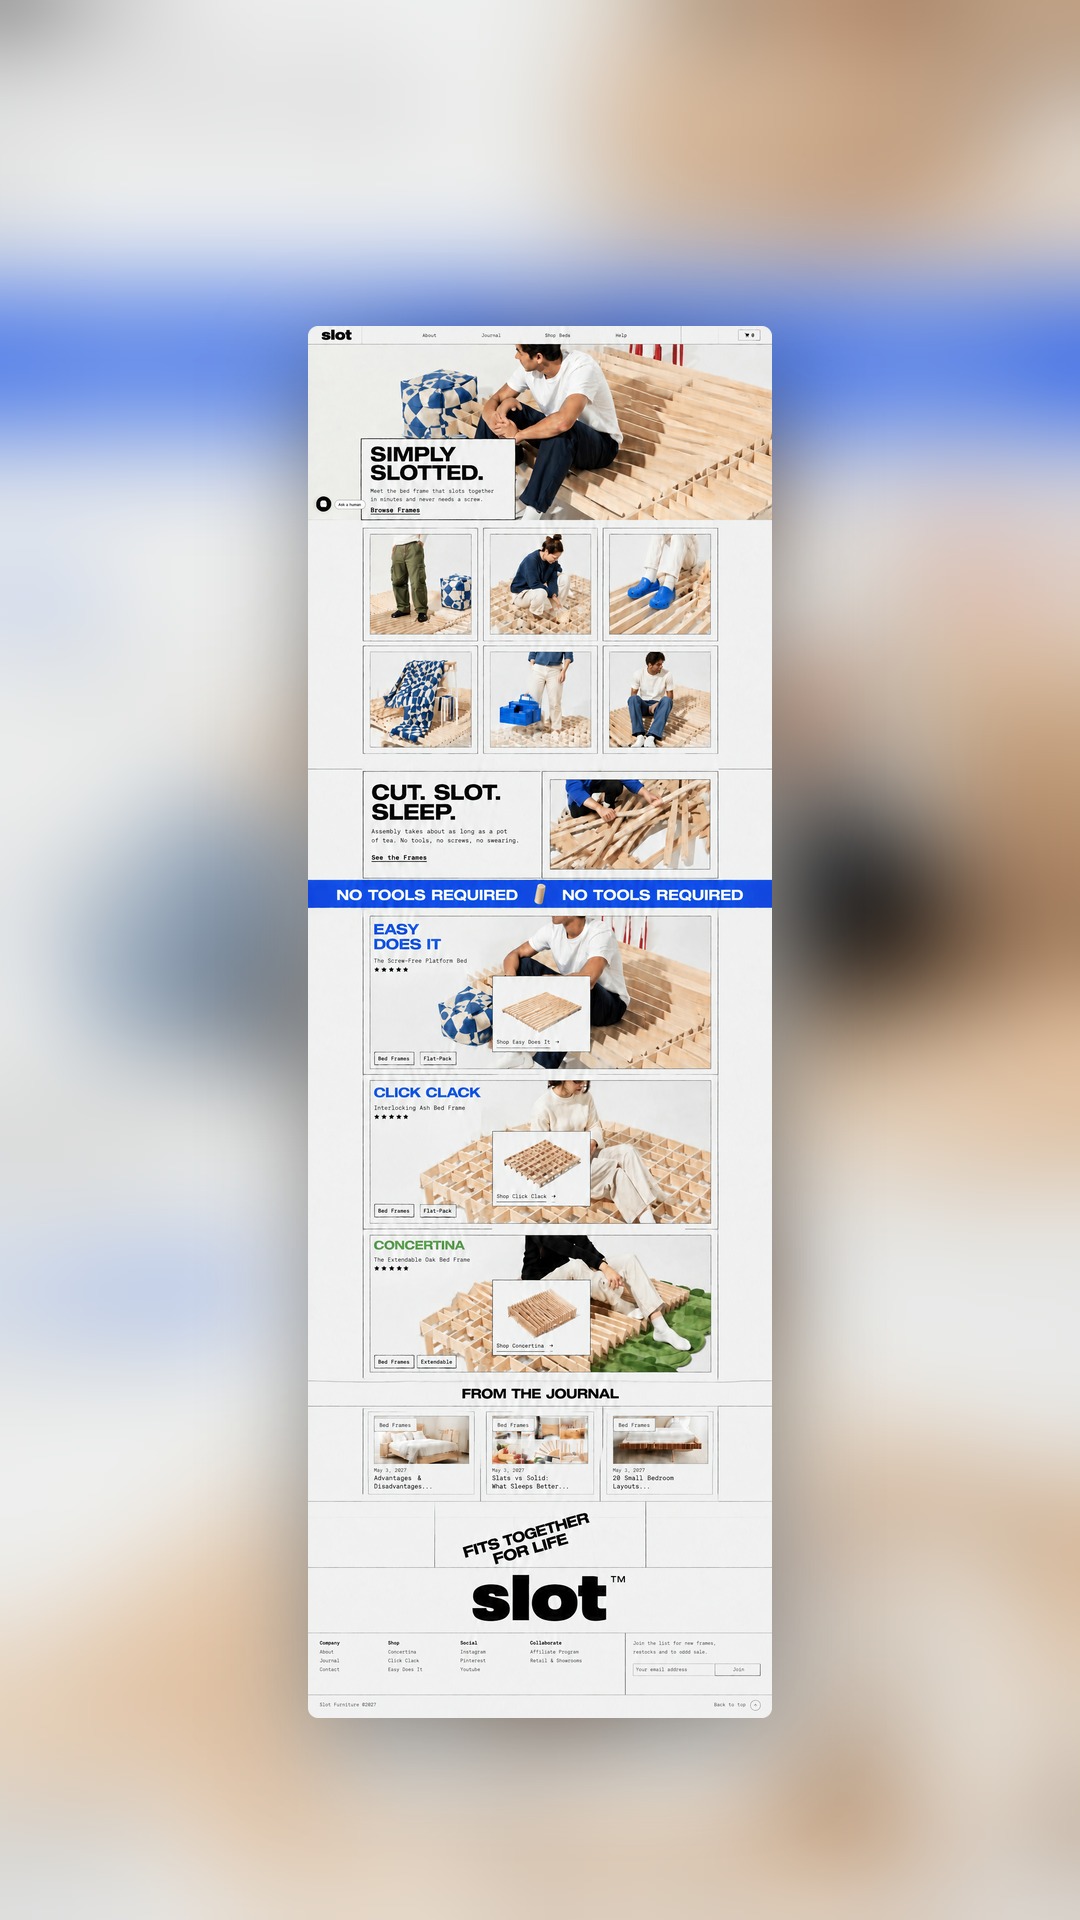 slot
About
Journal
Shop Beds
Help
0
SIMPLY
SLOTTED.
Meet the bed frame that slots together
in minutes and never needs a screw.
Browse Frames
Ask a human
CUT. SLOT.
SLEEP.
Assembly takes about as long as a pot
of tea. No tools, no screws, no swearing.
See the Frames
NO TOOLS REQUIRED NO TOOLS REQUIRED
EASY
DOES IT
The Screw-Free Platform Bed
★★★★★
Shop Easy Does It →
Bed Frames Flat-Pack
CLICK CLACK
Interlocking Ash Bed Frame
★★★★★
Shop Click Clack →
Bed Frames Flat-Pack
CONCERTINA
The Extendable Oak Bed Frame
★★★★★
Shop Concertina →
Bed Frames Extendable
FROM THE JOURNAL
Bed Frames
May 3, 2027
Advantages &
Disadvantages...
Bed Frames
May 3, 2027
Slats vs Solid:
What Sleeps Better...
Bed Frames
May 3, 2027
20 Small Bedroom
Layouts...
FITS TOGETHER
FOR LIFE
slot™
Company
About
Journal
Contact
Shop
Concertina
Click Clack
Easy Does It
Social
Instagram
Pinterest
Youtube
Collaborate
Affiliate Program
Retail & Showrooms
Join the list for new frames,
restocks and to oddd sale.
Your email address
Join
Slot Furniture ©2027
Back to top